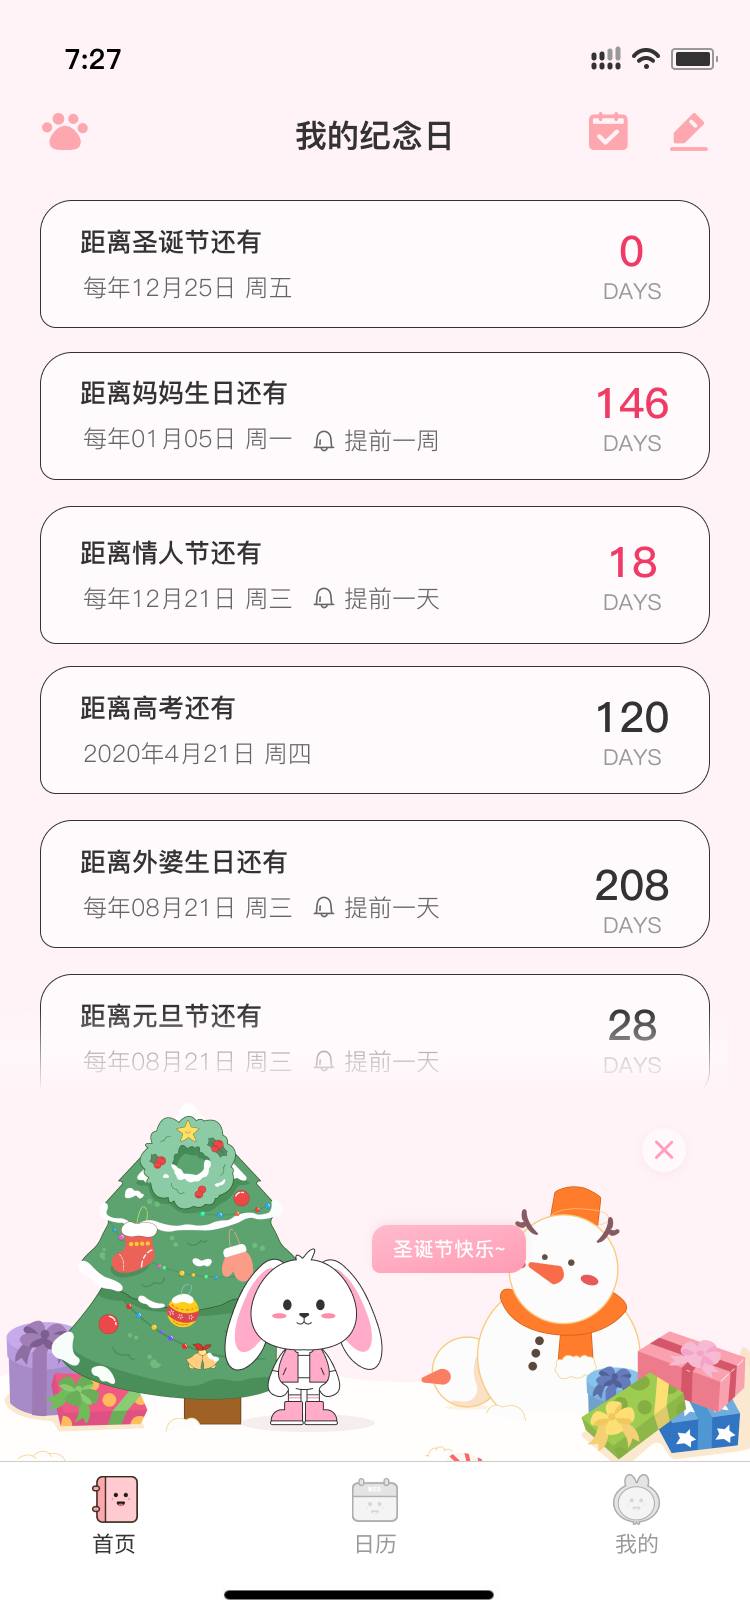 7:27
我的纪念日
距离圣诞节还有
每年12月25日 周五
0
DAYS
距离妈妈生日还有
每年01月05日 周一 提前一周
146
DAYS
距离情人节还有
每年12月21日 周三 提前一天
18
DAYS
距离高考还有
2020年4月21日 周四
120
DAYS
距离外婆生日还有
每年08月21日 周三 提前一天
208
DAYS
距离元旦节还有
每年08月21日 周三 提前一天
28
DAYS
圣诞节快乐~
首页
日历
我的